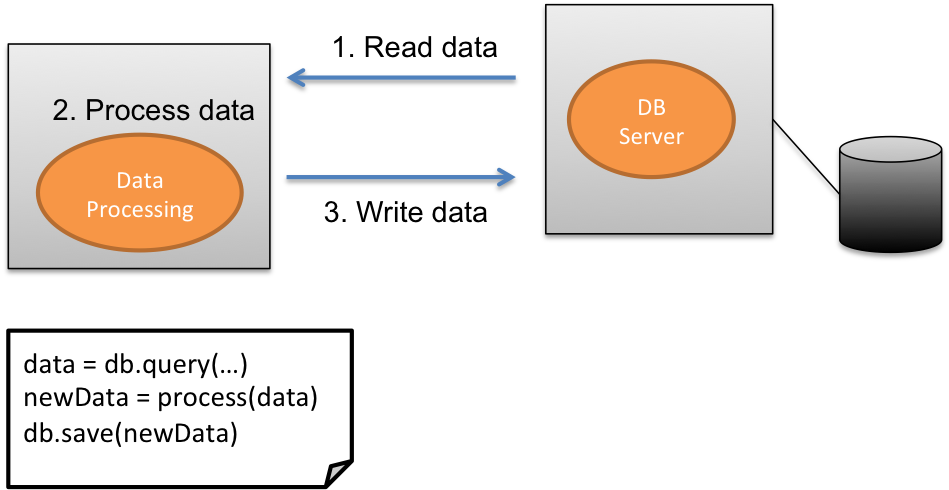 1. Read data
2. Process data
Data
Processing
DB
Server
3. Write data
data = db.query(…)
newData = process(data)
db.save(newData)